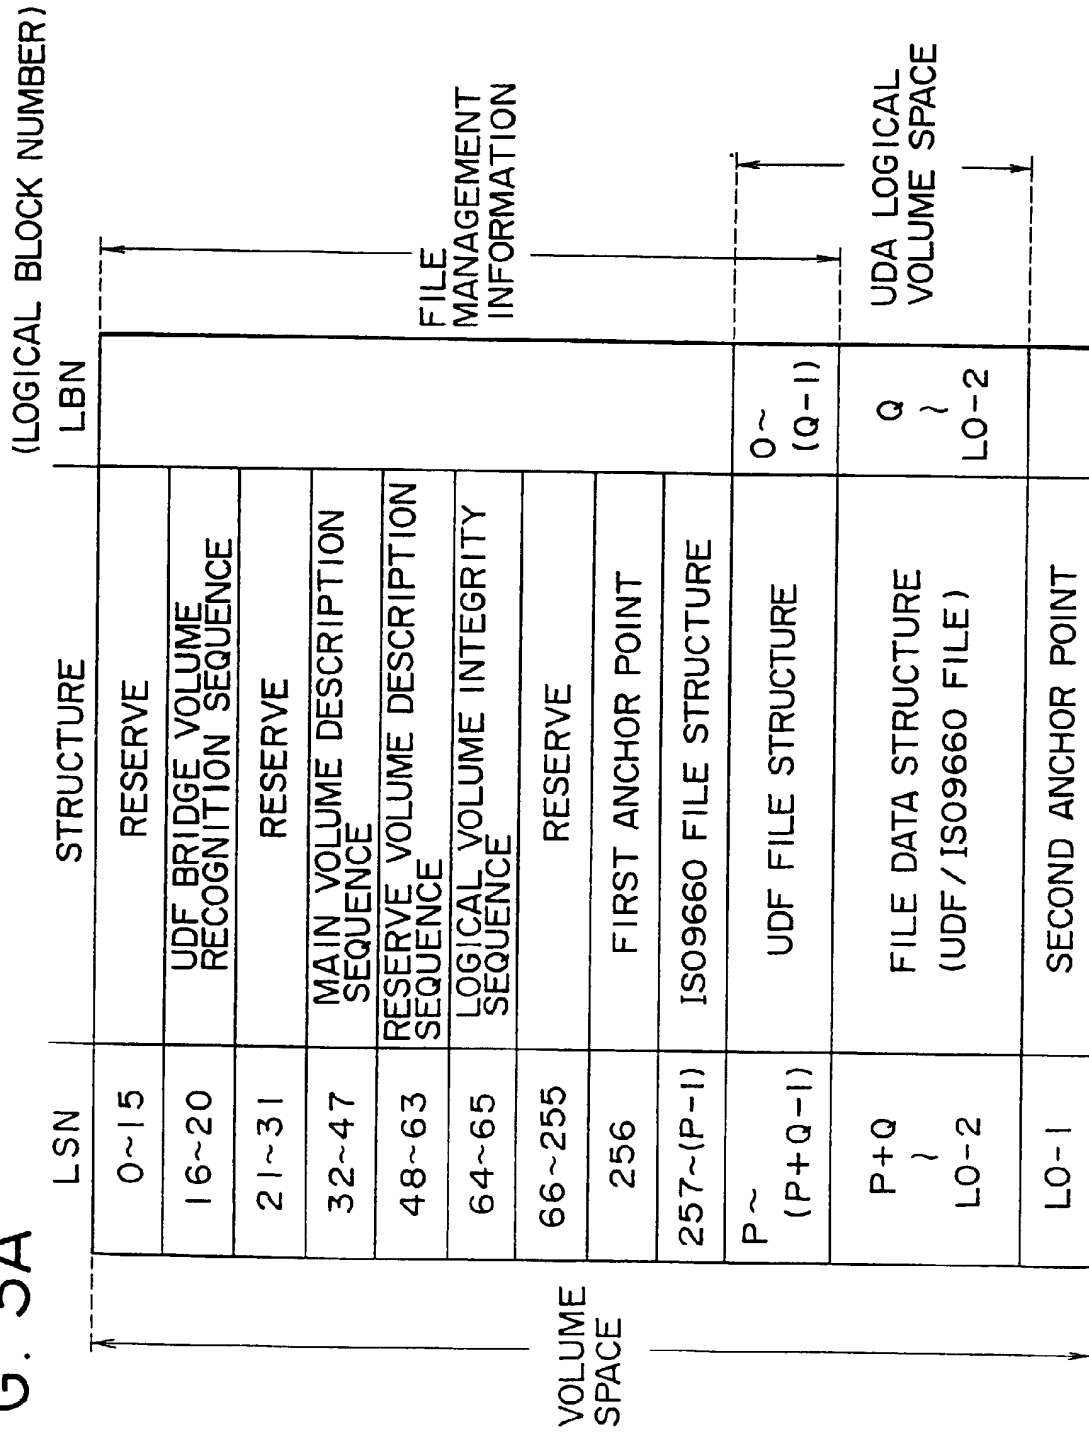 G. 5A
(LOGICAL BLOCK NUMBER)
LSN STRUCTURE LBN
0~15 RESERVE
16~20 UDF BRIDGE VOLUME
RECOGNITION SEQUENCE
21~31 RESERVE
32~47 MAIN VOLUME DESCRIPTION
SEQUENCE
48~63 RESERVE VOLUME DESCRIPTION
SEQUENCE
64~65 LOGICAL VOLUME INTEGRITY
SEQUENCE
66~255 RESERVE
256 FIRST ANCHOR POINT
257~(P-1) ISO9660 FILE STRUCTURE
P~
(P+Q-1)
UDF FILE STRUCTURE
0~
(Q-1)
P+Q
~
LO-2
FILE DATA STRUCTURE
(UDF/ISO9660 FILE)
Q
~
LO-2
LO-1 SECOND ANCHOR POINT
VOLUME
SPACE
FILE
MANAGEMENT
INFORMATION
UDA LOGICAL
VOLUME SPACE